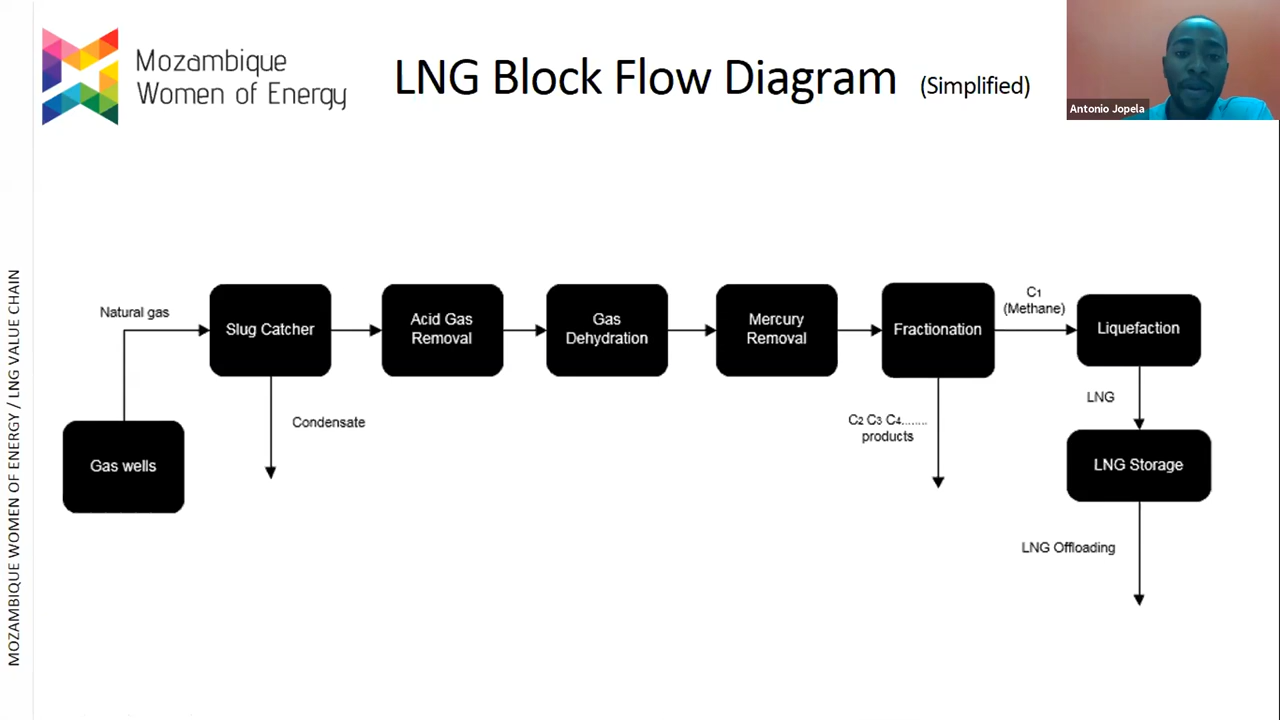 Mozambique
Women of Energy
LNG Block Flow Diagram (Simplified)
Antonio Jopela
MOZAMBIQUE WOMEN OF ENERGY / LNG VALUE CHAIN
Natural gas
Gas wells
Slug Catcher
Condensate
Acid Gas
Removal
Gas
Dehydration
Mercury
Removal
Fractionation
C₂ C₃ C₄........
products
C₁
(Methane)
Liquefaction
LNG
LNG Storage
LNG Offloading